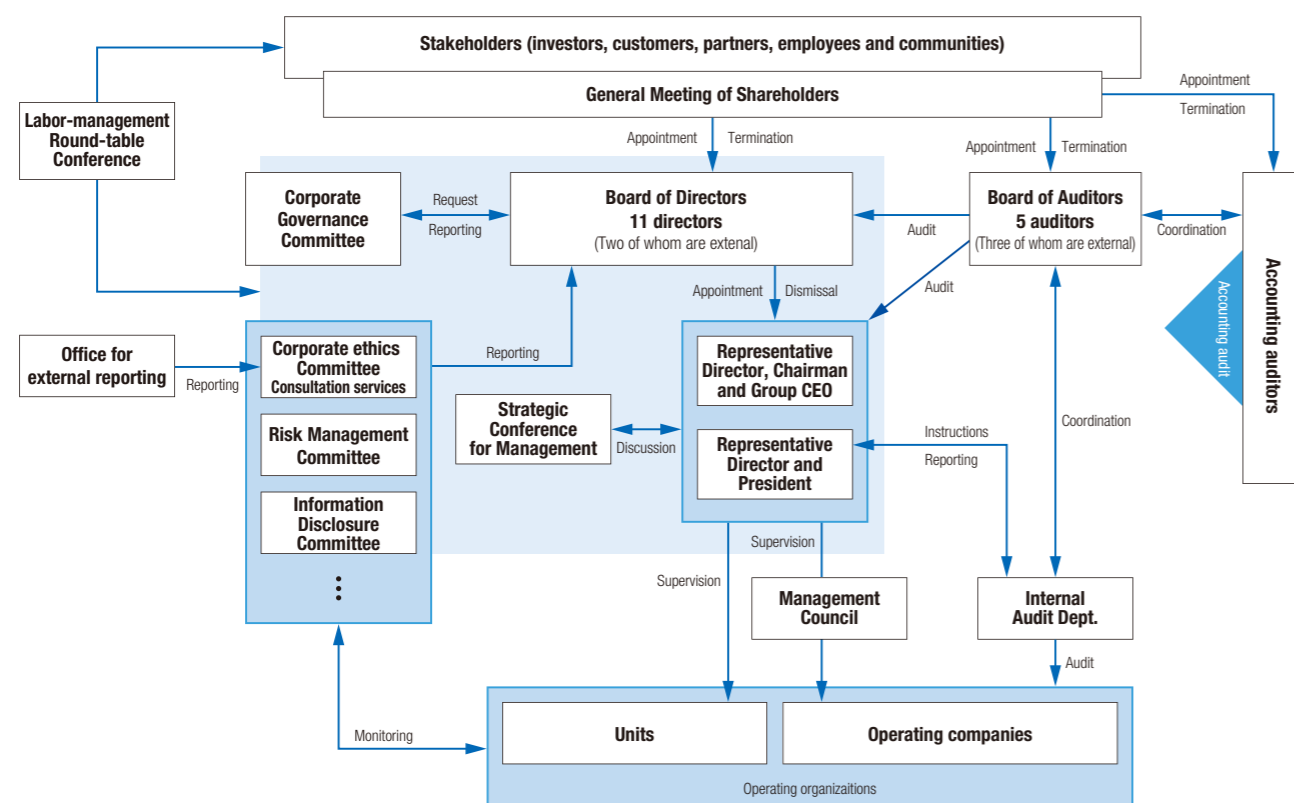 Stakeholders (investors, customers, partners, employees and communities)
General Meeting of Shareholders
Appointment
Termination
Labor-management
Round-table
Conference
Appointment
Termination
Appointment
Termination
Corporate
Governance
Committee
Request
Reporting
Board of Directors
11 directors
(Two of whom are extenal)
Audit
Board of Auditors
5 auditors
(Three of whom are external)
Coordination
Accounting auditors
Accounting audit
Appointment
Dismissal
Audit
Office for
external reporting
Reporting
Corporate ethics
Committee
Consultation services
Reporting
Risk Management
Committee
Information
Disclosure
Committee
Strategic
Conference
for Management
Discussion
Representative
Director, Chairman
and Group CEO
Representative
Director and
President
Instructions
Reporting
Coordination
Supervision
Supervision
Management
Council
Internal
Audit Dept.
Audit
Monitoring
Units
Operating companies
Operating organizaitions